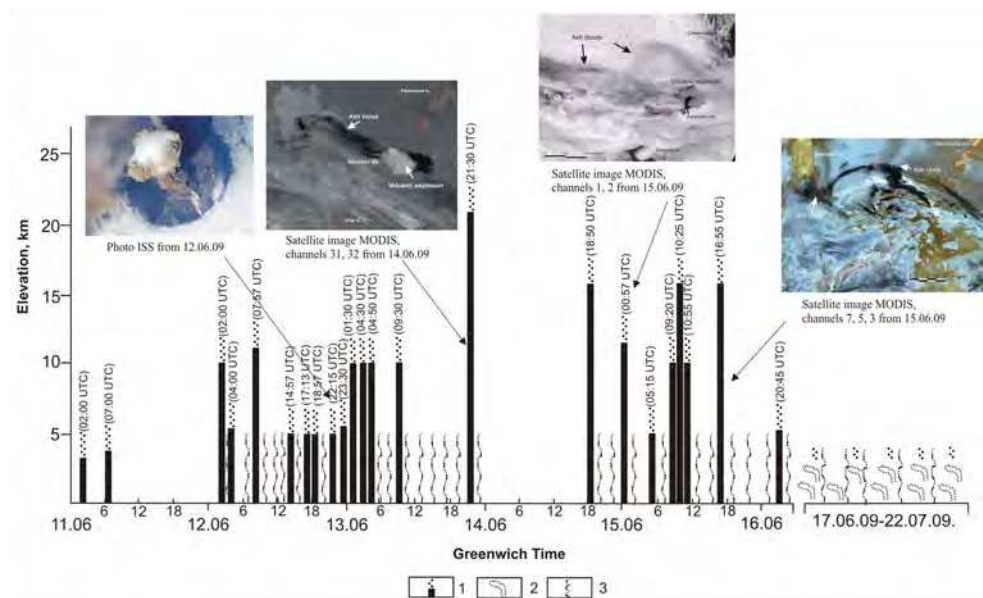 Ash clouds
Ash cloud
Volcanic explosion
Photo ISS from 12.06.09
Satellite image MODIS,
channels 31, 32 from 14.06.09
Satellite image MODIS,
channels 1, 2 from 15.06.09
Satellite image MODIS,
channels 7, 5, 3 from 15.06.09
Elevation, km
25
20
15
10
5
(02:00 UTC)
(07:00 UTC)
(02:00 UTC)
(04:00 UTC)
(07:57 UTC)
(14:57 UTC)
(17:13 UTC)
(18:57 UTC)
(22:15 UTC)
(23:30 UTC)
(01:30 UTC)
(04:30 UTC)
(04:50 UTC)
(09:30 UTC)
(21:30 UTC)
(18:50 UTC)
(00:57 UTC)
(05:15 UTC)
(09:20 UTC)
(10:25 UTC)
(10:55 UTC)
(16:55 UTC)
(20:45 UTC)
11.06 6 12 18 12.06 6 12 18 13.06 6 12 18 14.06 6 12 18 15.06 6 12 18 16.06 17.06.09-22.07.09.
Greenwich Time
1 2 3